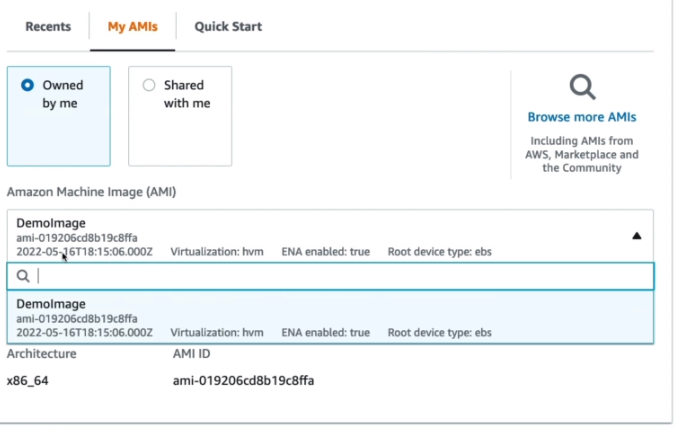 Recents
My AMIs
Quick Start
Owned
by me
Shared
with me
Browse more AMIs
Including AMIs from
AWS, Marketplace and
the Community
Amazon Machine Image (AMI)
DemoImage
ami-019206cd8b19c8ffa
2022-05-16T18:15:06.000Z Virtualization: hvm ENA enabled: true Root device type: ebs
DemoImage
ami-019206cd8b19c8ffa
2022-05-16T18:15:06.000Z Virtualization: hvm ENA enabled: true Root device type: ebs
Architecture AMI ID
x86_64 ami-019206cd8b19c8ffa